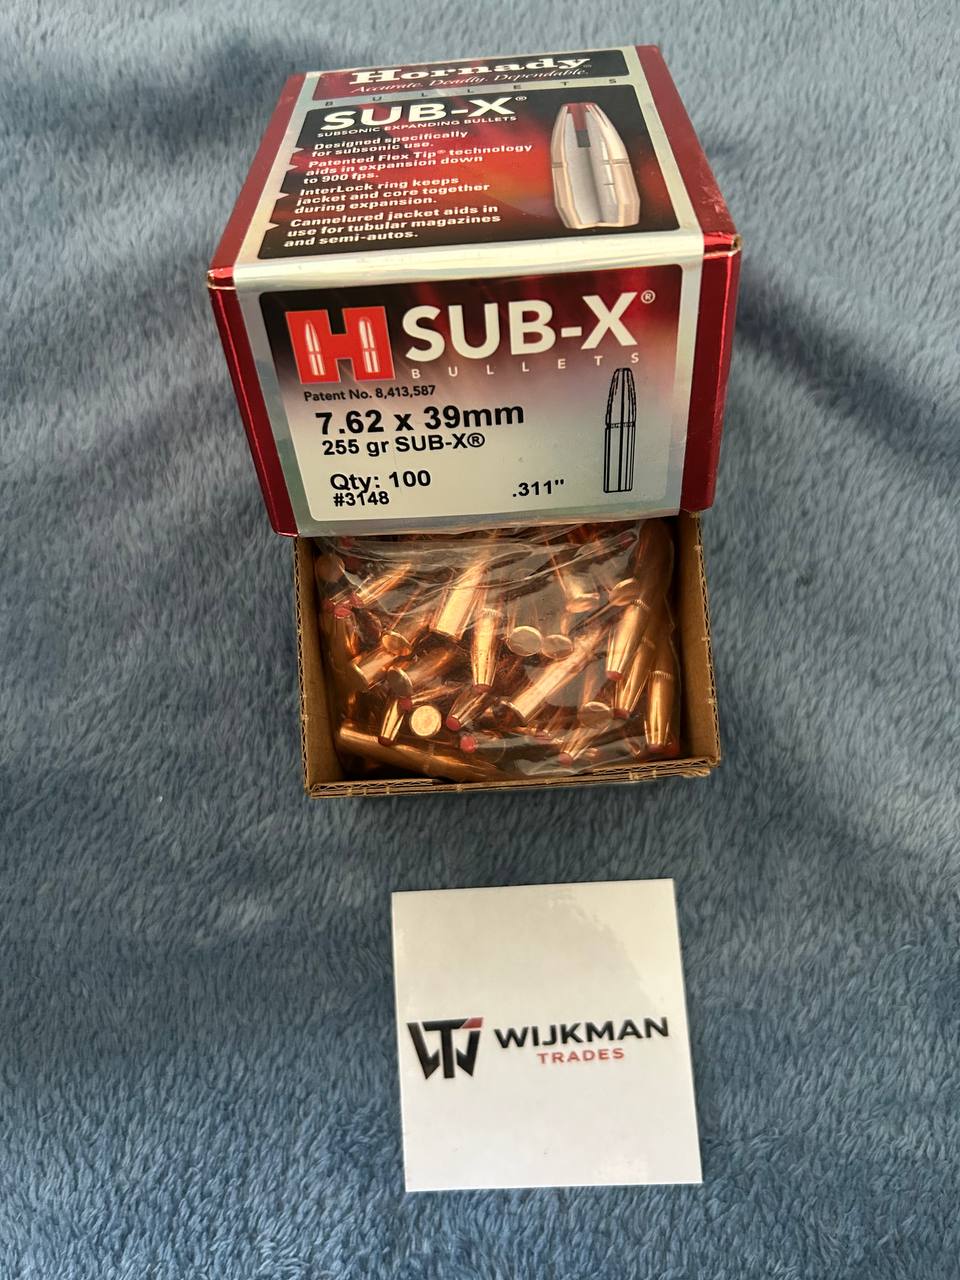 Hornady®
Accurate. Deadly. Dependable.
BULLETS
SUB-X®
SUBSONIC EXPANDING BULLETS
Designed specifically
for subsonic use.
Patented Flex Tip® technology
aids in expansion down
to 900 fps.
InterLock ring keeps
jacket and core together
during expansion.
Cannelured jacket aids in
use for tubular magazines
and semi-autos.
H SUB-X®
BULLETS
Patent No. 8,413,587
7.62 x 39mm
255 gr SUB-X®
Qty: 100
#3148
.311"
WIJKMAN
TRADES